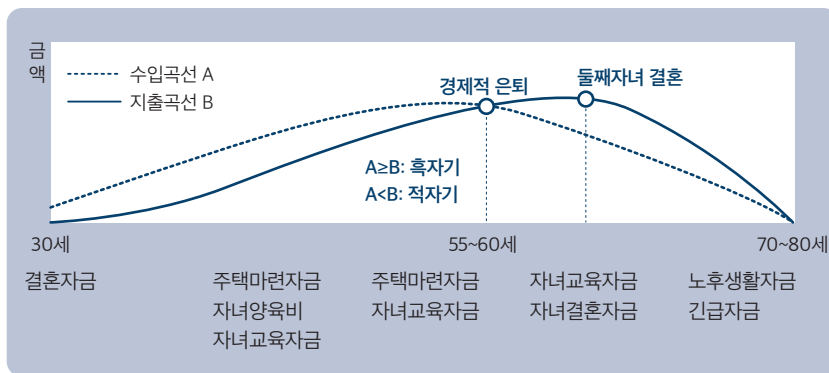 금액
수입곡선 A
지출곡선 B
경제적 은퇴
둘째자녀 결혼
A≥B: 흑자기
A<B: 적자기
30세
55~60세
70~80세
결혼자금
주택마련자금
자녀양육비
자녀교육자금
주택마련자금
자녀교육자금
자녀교육자금
자녀결혼자금
노후생활자금
긴급자금